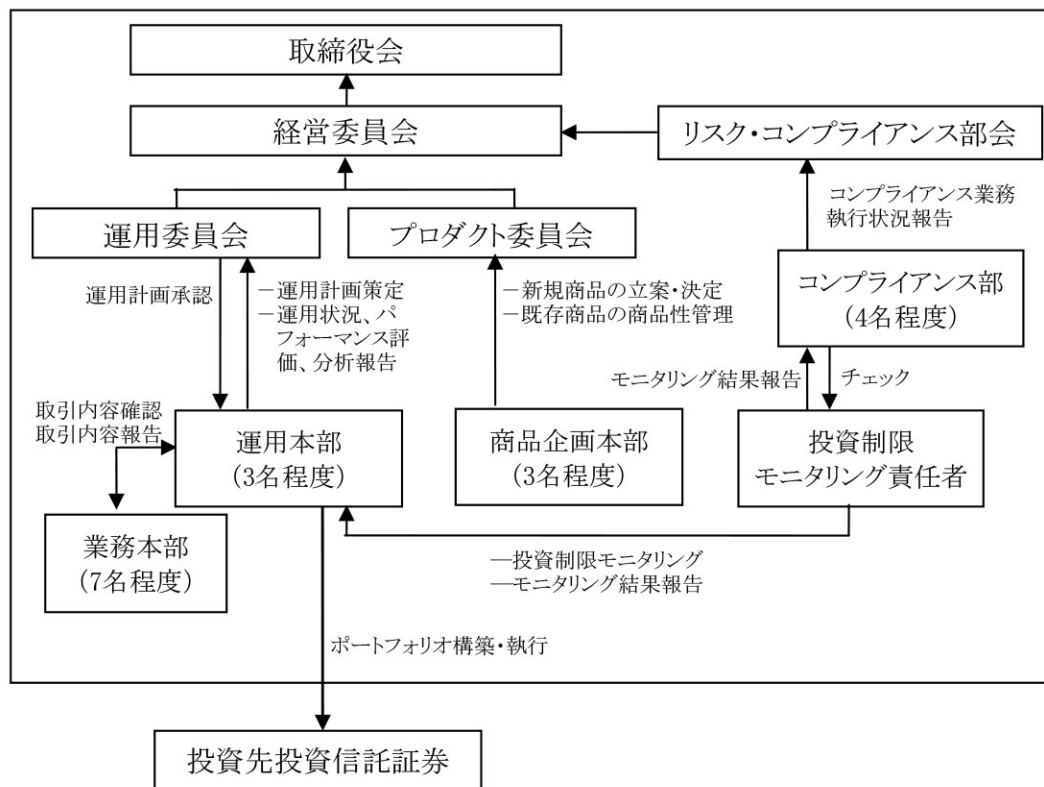 取締役会
経営委員会
リスク・コンプライアンス部会
コンプライアンス業務
執行状況報告
運用委員会
プロダクト委員会
コンプライアンス部
(4名程度)
運用計画承認
－運用計画策定
－運用状況、パ
フォーマンス評
価、分析報告
－新規商品の立案・決定
－既存商品の商品性管理
モニタリング結果報告
チェック
取引内容確認
取引内容報告
運用本部
(3名程度)
商品企画本部
(3名程度)
投資制限
モニタリング責任者
業務本部
(7名程度)
―投資制限モニタリング
―モニタリング結果報告
ポートフォリオ構築・執行
投資先投資信託証券